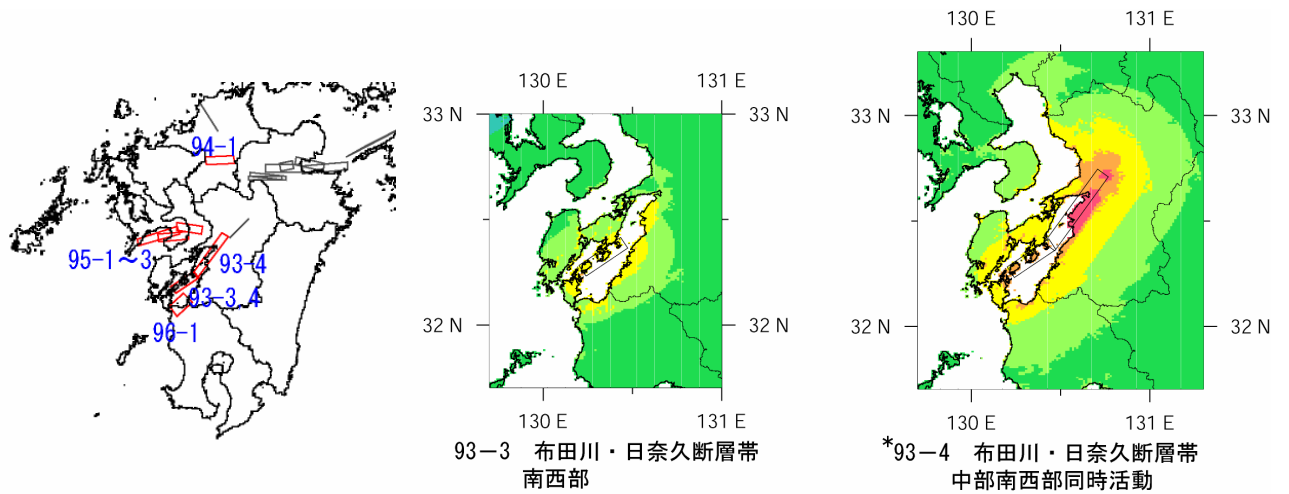 94-1
95-1～3
93-4
93-3,4
96-1
130 E
131 E
33 N
33 N
32 N
32 N
130 E
131 E
93－3　布田川・日奈久断層帯
南西部
130 E
131 E
33 N
33 N
32 N
32 N
130 E
131 E
*93－4　布田川・日奈久断層帯
中部南西部同時活動